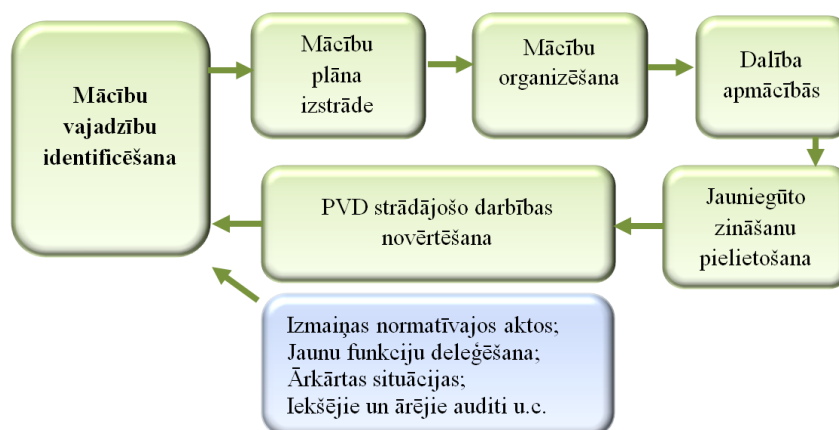 Mācību
vajadzību
identificēšana
Mācību
plāna
izstrāde
Mācību
organizēšana
Dalība
apmācībās
Jauniegūto
zināšanu
pielietošana
PVD strādājošo darbības
novērtēšana
Izmaiņas normatīvajos aktos;
Jaunu funkciju deleģēšana;
Ārkārtas situācijas;
Iekšējie un ārējie auditi u.c.